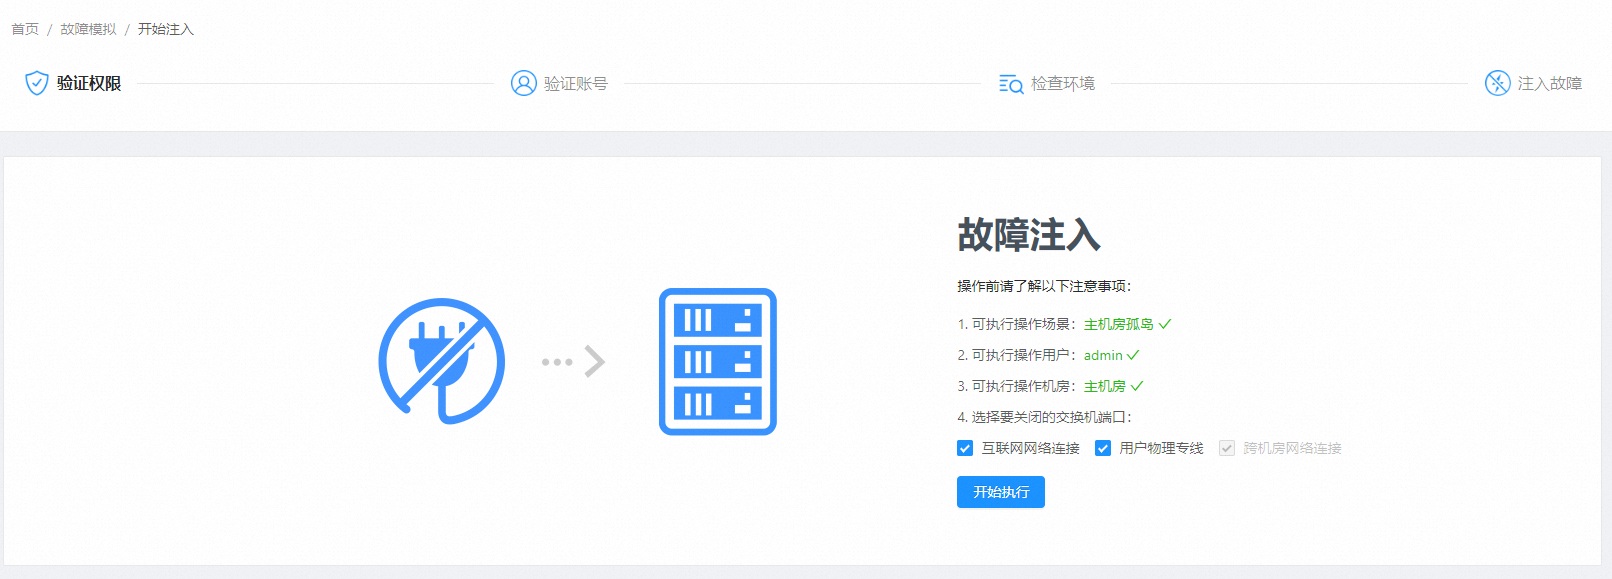 首页 / 故障模拟 / 开始注入
验证权限 验证账号 检查环境 注入故障
故障注入
操作前请了解以下注意事项：
1. 可执行操作场景：主机房孤岛
2. 可执行操作用户：admin
3. 可执行操作机房：主机房
4. 选择要关闭的交换机端口：
互联网网络连接 用户物理专线 跨机房网络连接
开始执行